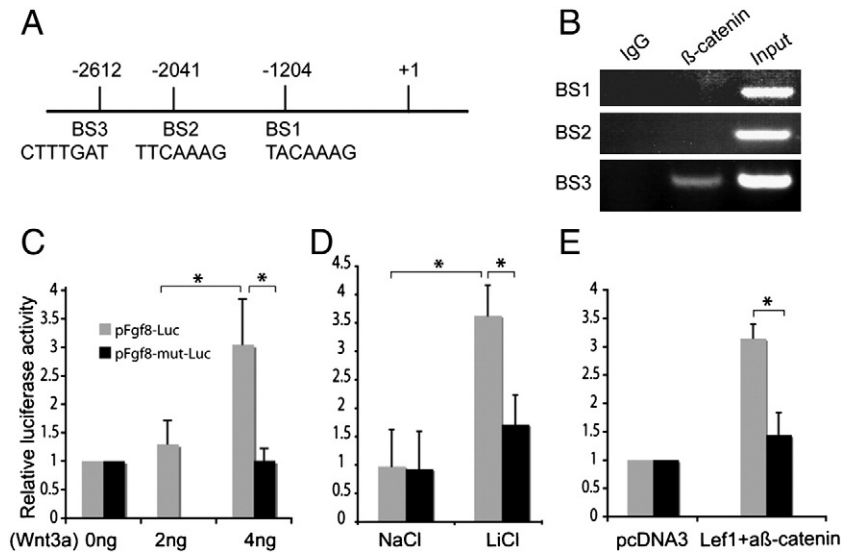 A
-2612 -2041 -1204 +1
BS3 BS2 BS1
CTTTGAT TTCAAAG TACAAAG
B
IgG ß-catenin Input
BS1
BS2
BS3
C
Relative luciferase activity
4
3.5
3
2.5
2
1.5
1
0.5
0
* *
pFgf8-Luc
pFgf8-mut-Luc
(Wnt3a) 0ng 2ng 4ng
D
4.5
4
3.5
3
2.5
2
1.5
1
0.5
0
* *
NaCl LiCl
E
4
3.5
3
2.5
2
1.5
1
0.5
0
*
pcDNA3 Lef1+aß-catenin